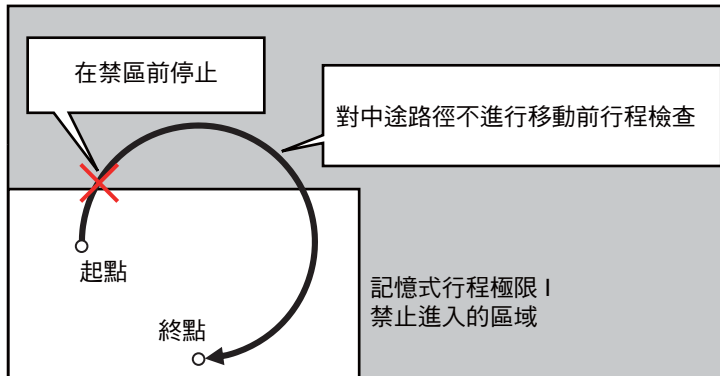 在禁區前停止
對中途路徑不進行移動前行程檢查
起點
記憶式行程極限 I
禁止進入的區域
終點